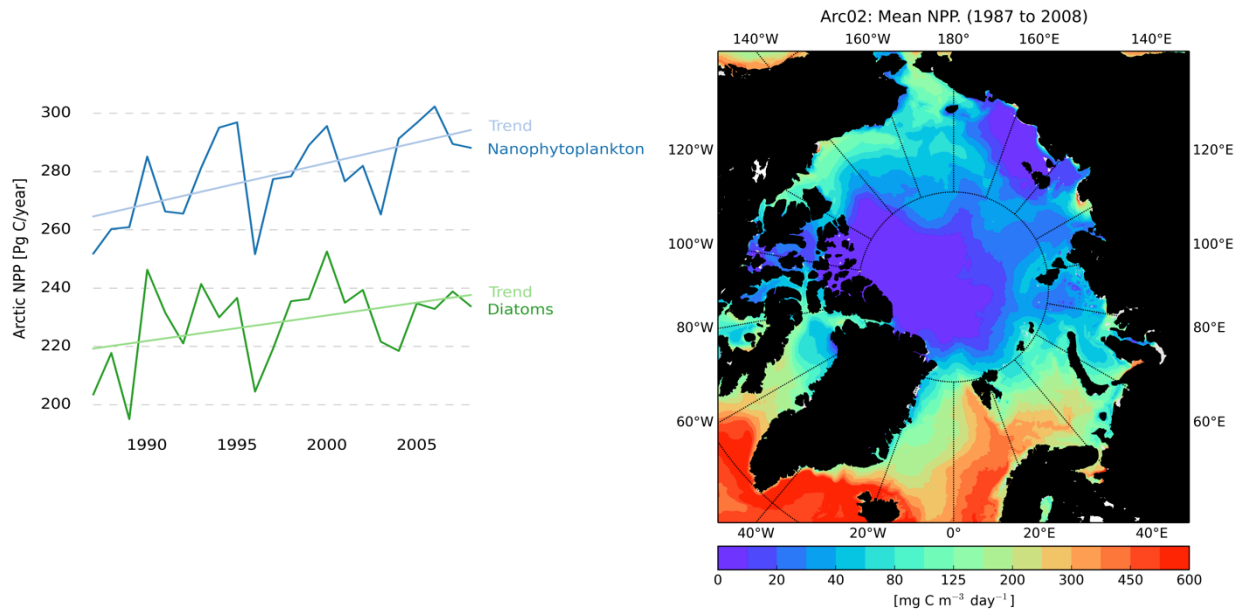 Arctic NPP [Pg C/year]
300
280
260
240
220
200
1990 1995 2000 2005
Trend
Nanophytoplankton
Trend
Diatoms
Arc02: Mean NPP. (1987 to 2008)
140°W 160°W 180° 160°E 140°E
120°W 120°E
100°W 100°E
80°W 80°E
60°W 60°E
40°W 20°W 0° 20°E 40°E
0 20 40 80 125 200 300 450 600
[mg C m⁻³ day⁻¹]